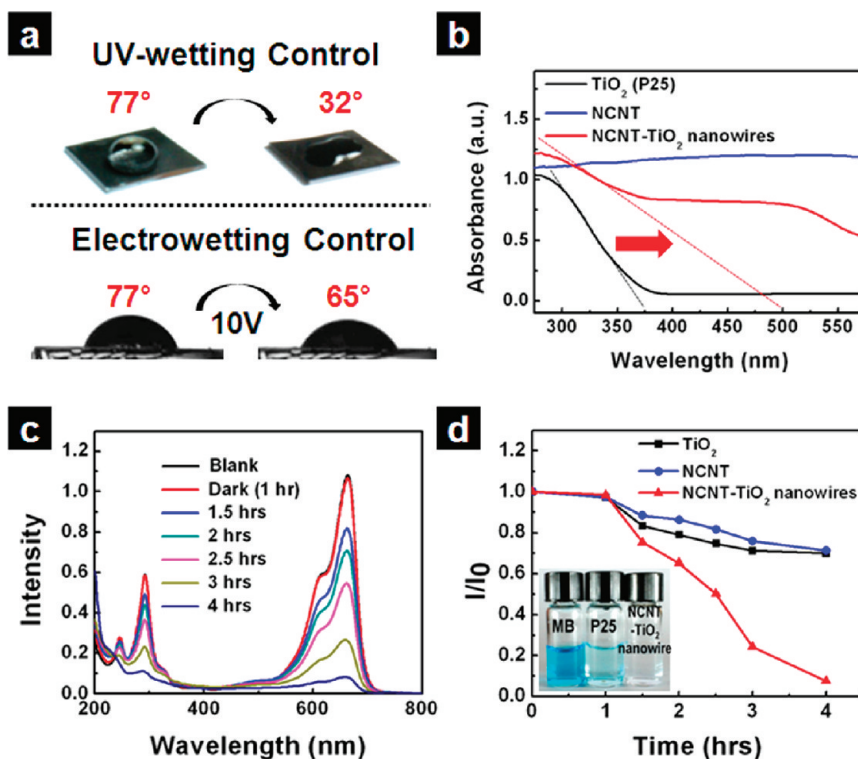 a
UV-wetting Control
77° 32°
Electrowetting Control
77° 65°
10V
b
TiO₂ (P25)
NCNT
NCNT-TiO₂ nanowires
Absorbance (a.u.)
1.5
1.0
0.5
0.0
300 350 400 450 500 550
Wavelength (nm)
c
Blank
Dark (1 hr)
1.5 hrs
2 hrs
2.5 hrs
3 hrs
4 hrs
Intensity
1.2
1.0
0.8
0.6
0.4
0.2
0.0
200 400 600 800
Wavelength (nm)
d
TiO₂
NCNT
NCNT-TiO₂ nanowires
I/I₀
1.2
1.0
0.8
0.6
0.4
0.2
0.0
MB
P25
NCNT
-TiO₂
nanowire
0 1 2 3 4
Time (hrs)